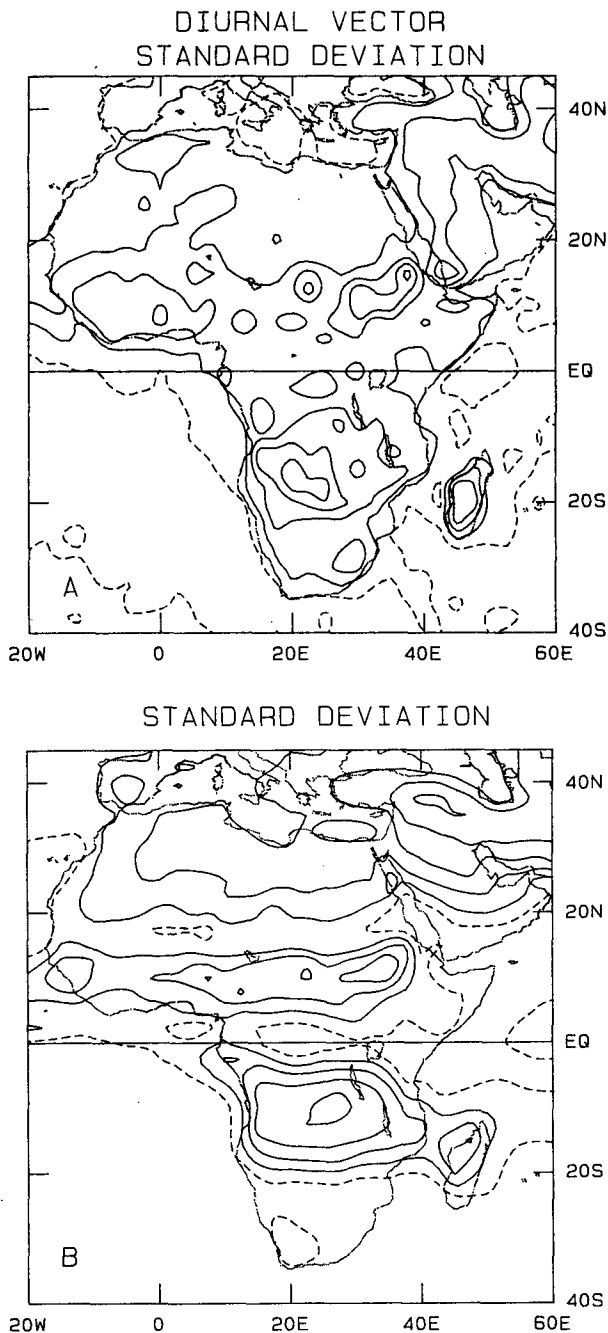 DIURNAL VECTOR
STANDARD DEVIATION
40N
20N
EQ
20S
A
40S
20W 0 20E 40E 60E
STANDARD DEVIATION
40N
20N
EQ
20S
B
40S
20W 0 20E 40E 60E